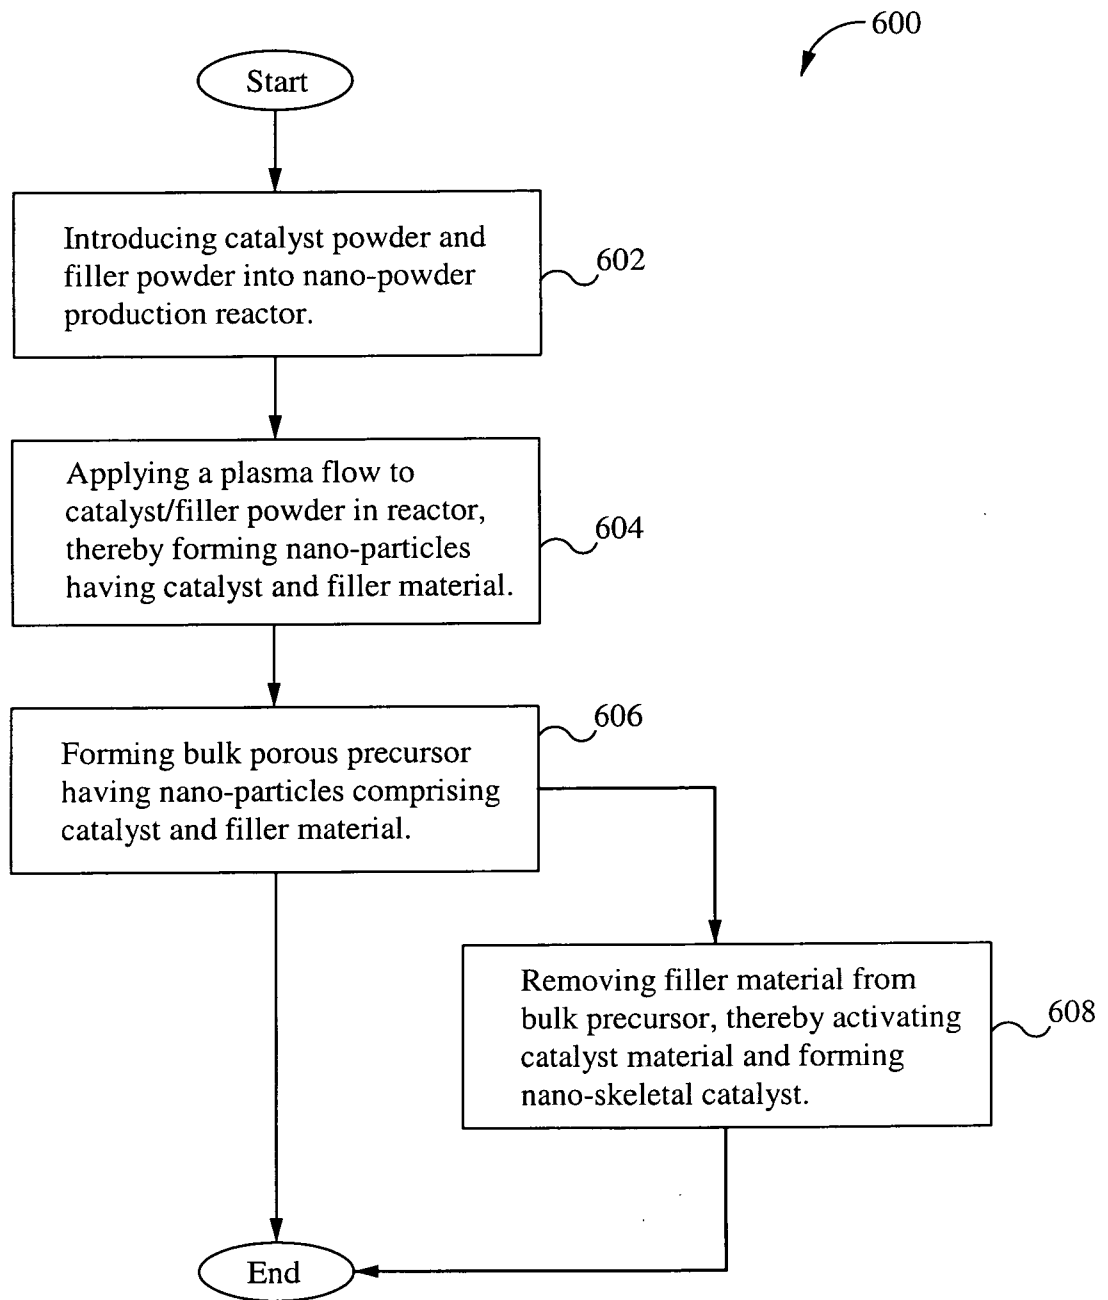 600
Start
Introducing catalyst powder and
filler powder into nano-powder
production reactor.
602
Applying a plasma flow to
catalyst/filler powder in reactor,
thereby forming nano-particles
having catalyst and filler material.
604
Forming bulk porous precursor
having nano-particles comprising
catalyst and filler material.
606
Removing filler material from
bulk precursor, thereby activating
catalyst material and forming
nano-skeletal catalyst.
608
End